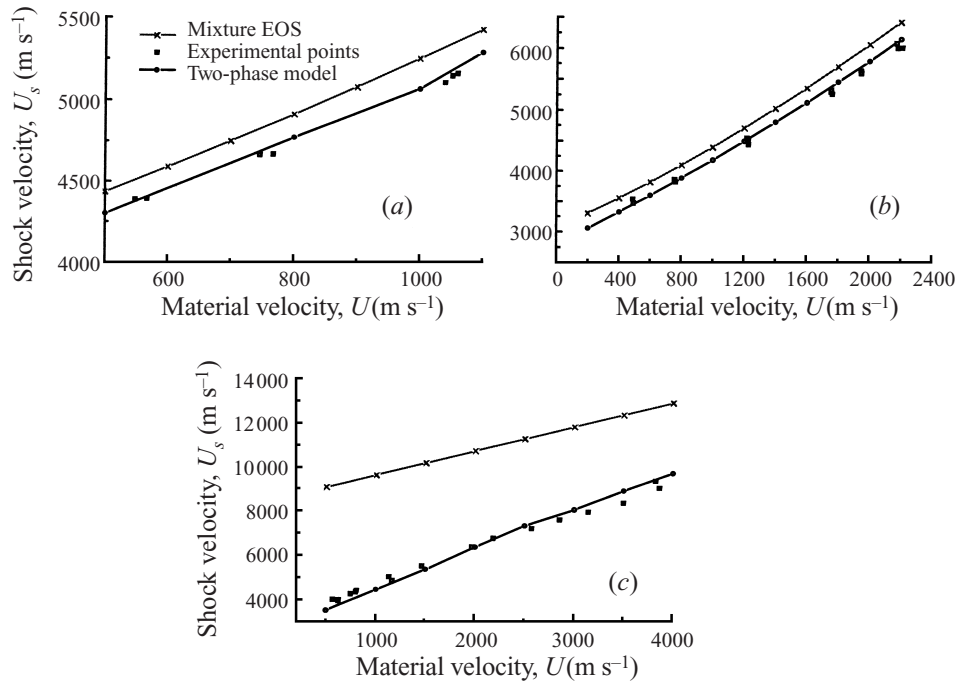 5500
5000
4500
4000
Shock velocity, U_s (m s⁻¹)
Mixture EOS
Experimental points
Two-phase model
(a)
600 800 1000
Material velocity, U(m s⁻¹)
6000
5000
4000
3000
(b)
0 400 800 1200 1600 2000 2400
Material velocity, U(m s⁻¹)
14000
12000
10000
8000
6000
4000
Shock velocity, U_s (m s⁻¹)
(c)
1000 2000 3000 4000
Material velocity, U(m s⁻¹)